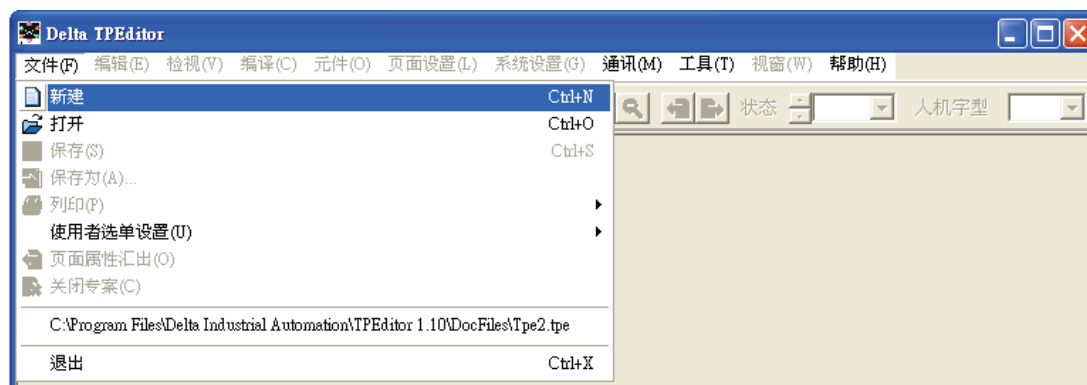 Delta TPEditor
文件(F) 编辑(E) 检视(V) 编译(C) 元件(O) 页面设置(L) 系统设置(G) 通讯(M) 工具(T) 视窗(W) 帮助(H)
新建 Ctrl+N
状态 人机字型
打开 Ctrl+O
保存(S) Ctrl+S
保存为(A)...
列印(P)
使用者选单设置(U)
页面属性汇出(O)
关闭专案(C)
C:\Program Files\Delta Industrial Automation\TPEditor 1.10\DocFiles\Tpe2.tpe
退出 Ctrl+X